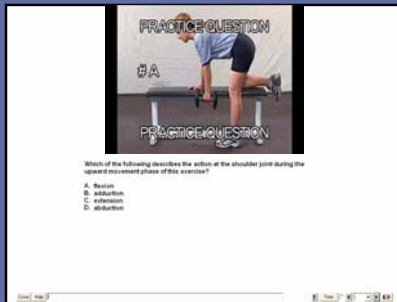 PRACTICE QUESTION
# A
PRACTICE QUESTION
Which of the following describes the action at the shoulder joint during the
upward movement phase of this exercise?
A. flexion
B. adduction
C. extension
D. abduction
Time